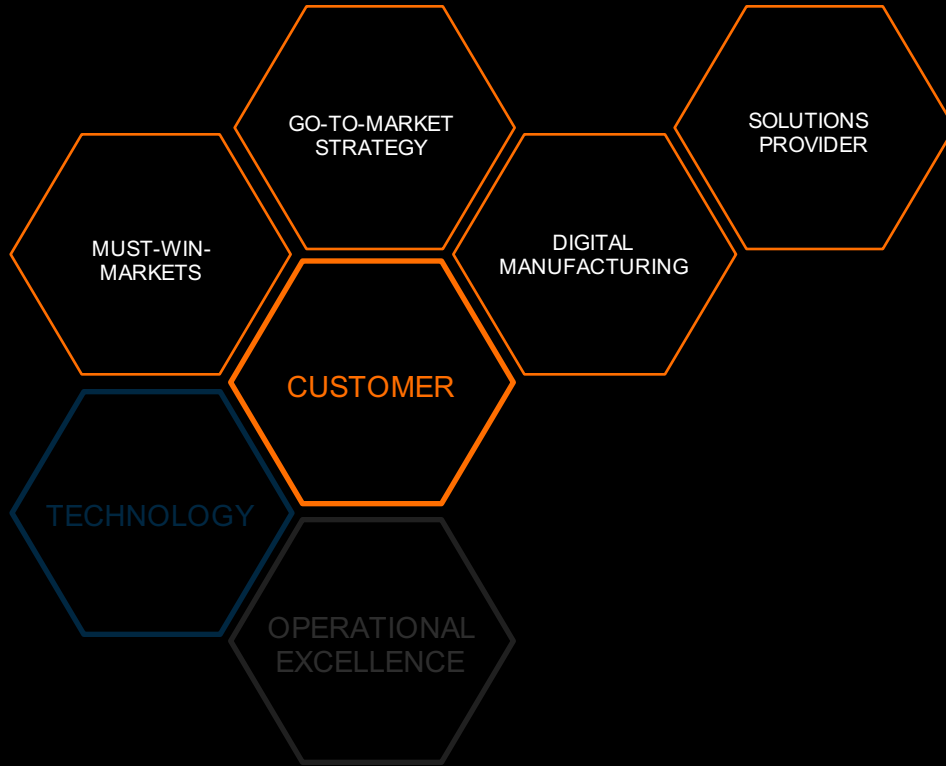 GO-TO-MARKET
STRATEGY
SOLUTIONS
PROVIDER
MUST-WIN-
MARKETS
DIGITAL
MANUFACTURING
CUSTOMER
TECHNOLOGY
OPERATIONAL
EXCELLENCE